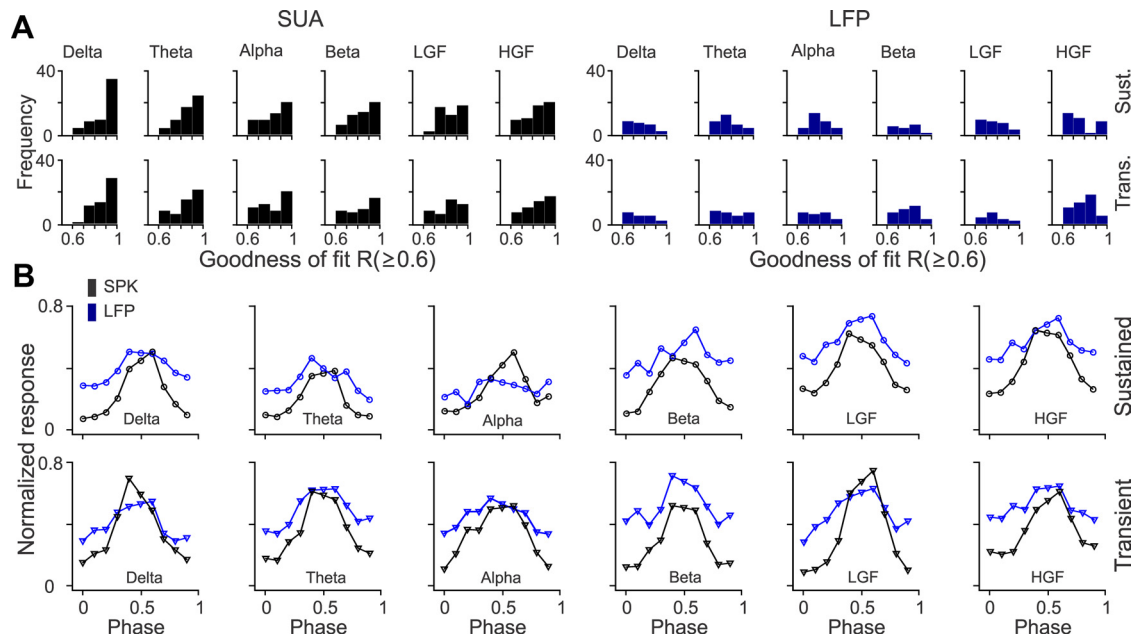 A
SUA
LFP
Delta Theta Alpha Beta LGF HGF
Delta Theta Alpha Beta LGF HGF
40
0
40
0
Frequency
Sust.
40
0
40
0
Trans.
0.6 1 0.6 1 0.6 1 0.6 1 0.6 1 0.6 1
0.6 1 0.6 1 0.6 1 0.6 1 0.6 1 0.6 1
Goodness of fit R(≥0.6)
Goodness of fit R(≥0.6)
B
SPK
LFP
Normalized response
0.8
0.4
0
Delta Theta Alpha Beta LGF HGF
Sustained
0.8
0.4
0
Delta Theta Alpha Beta LGF HGF
Transient
0 0.5 1 0 0.5 1 0 0.5 1 0 0.5 1 0 0.5 1 0 0.5 1
Phase Phase Phase Phase Phase Phase